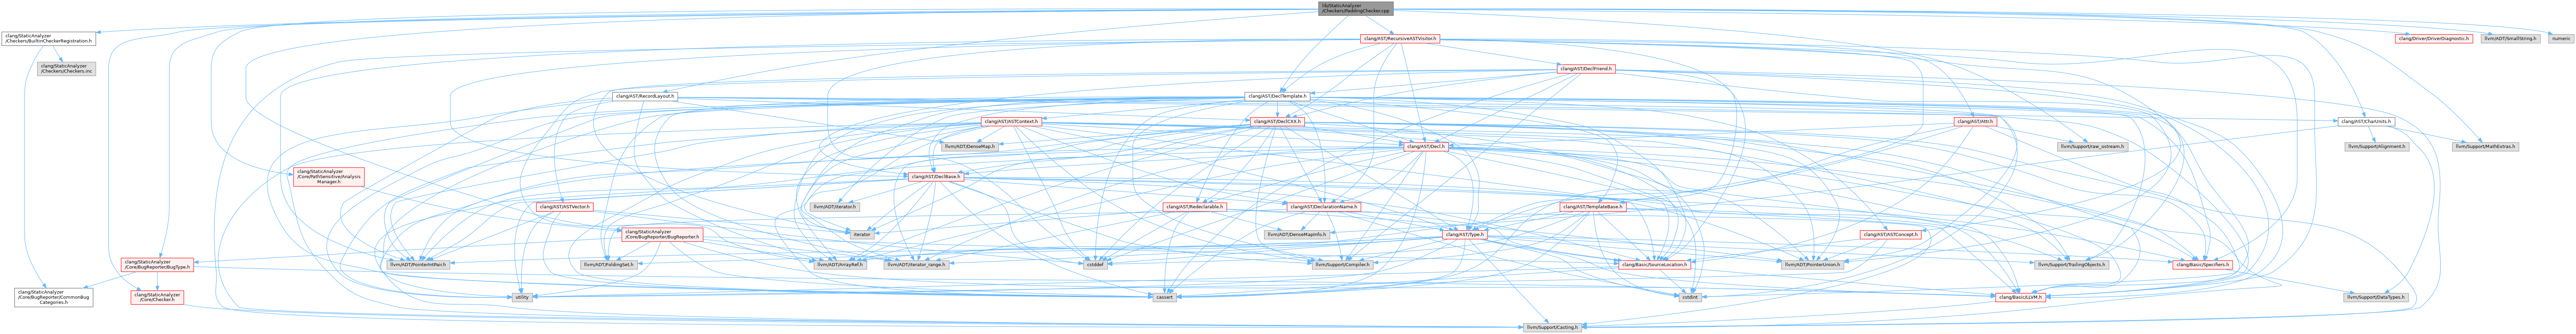 lib/StaticAnalyzer
/Checkers/PaddingChecker.cpp
clang/StaticAnalyzer
/Checkers/BuiltinCheckerRegistration.h
clang/AST/RecursiveASTVisitor.h
clang/Driver/DriverDiagnostic.h
llvm/ADT/SmallString.h
numeric
clang/StaticAnalyzer
/Checkers/Checkers.inc
clang/AST/DeclFriend.h
clang/AST/RecordLayout.h
clang/AST/DeclTemplate.h
clang/AST/ASTContext.h
clang/AST/DeclCXX.h
clang/AST/Attr.h
clang/AST/CharUnits.h
llvm/ADT/DenseMap.h
clang/AST/Decl.h
llvm/Support/raw_ostream.h
llvm/Support/Alignment.h
llvm/Support/MathExtras.h
clang/StaticAnalyzer
/Core/PathSensitive/Analysis
Manager.h
clang/AST/DeclBase.h
clang/AST/ASTVector.h
llvm/ADT/iterator.h
clang/AST/Redeclarable.h
clang/AST/DeclarationName.h
clang/AST/TemplateBase.h
clang/StaticAnalyzer
/Core/BugReporter/BugReporter.h
iterator
llvm/ADT/DenseMapInfo.h
clang/AST/Type.h
clang/AST/ASTConcept.h
clang/StaticAnalyzer
/Core/BugReporter/BugType.h
llvm/ADT/PointerIntPair.h
llvm/ADT/FoldingSet.h
llvm/ADT/ArrayRef.h
llvm/ADT/iterator_range.h
cstddef
llvm/Support/Compiler.h
clang/Basic/SourceLocation.h
llvm/ADT/PointerUnion.h
llvm/Support/TrailingObjects.h
clang/Basic/Specifiers.h
clang/StaticAnalyzer
/Core/BugReporter/CommonBug
Categories.h
clang/StaticAnalyzer
/Core/Checker.h
utility
cassert
cstdint
clang/Basic/LLVM.h
llvm/Support/DataTypes.h
llvm/Support/Casting.h